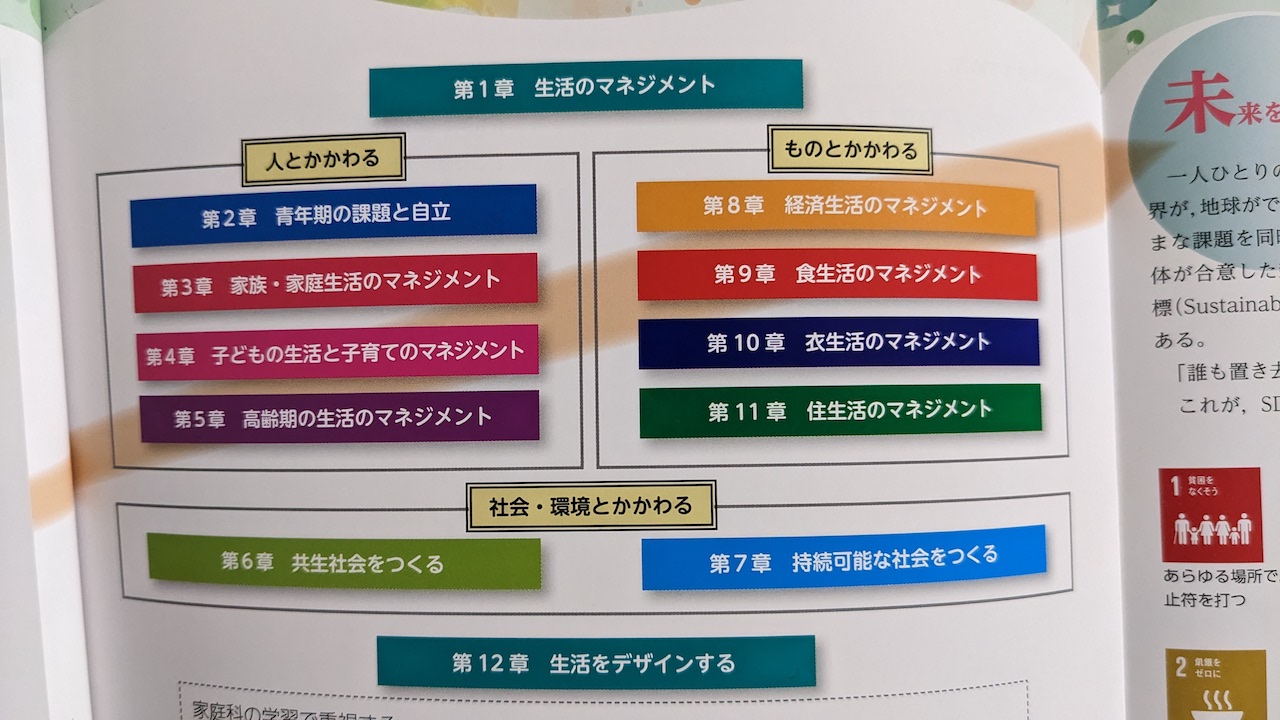 第1章 生活のマネジメント
人とかかわる
第2章 青年期の課題と自立
第3章 家族・家庭生活のマネジメント
第4章 子どもの生活と子育てのマネジメント
第5章 高齢期の生活のマネジメント
ものとかかわる
第8章 経済生活のマネジメント
第9章 食生活のマネジメント
第10章 衣生活のマネジメント
第11章 住生活のマネジメント
社会・環境とかかわる
第6章 共生社会をつくる
第7章 持続可能な社会をつくる
第12章 生活をデザインする
家庭科の学習で重視する
未来を
一人ひとりの
界が，地球がで
まな課題を同時
体が合意した
標(Sustainab
ある。
「誰も置き去
これが，SD
1 貧困を
なくそう
あらゆる場所で
止符を打つ
2 飢餓を
ゼロに